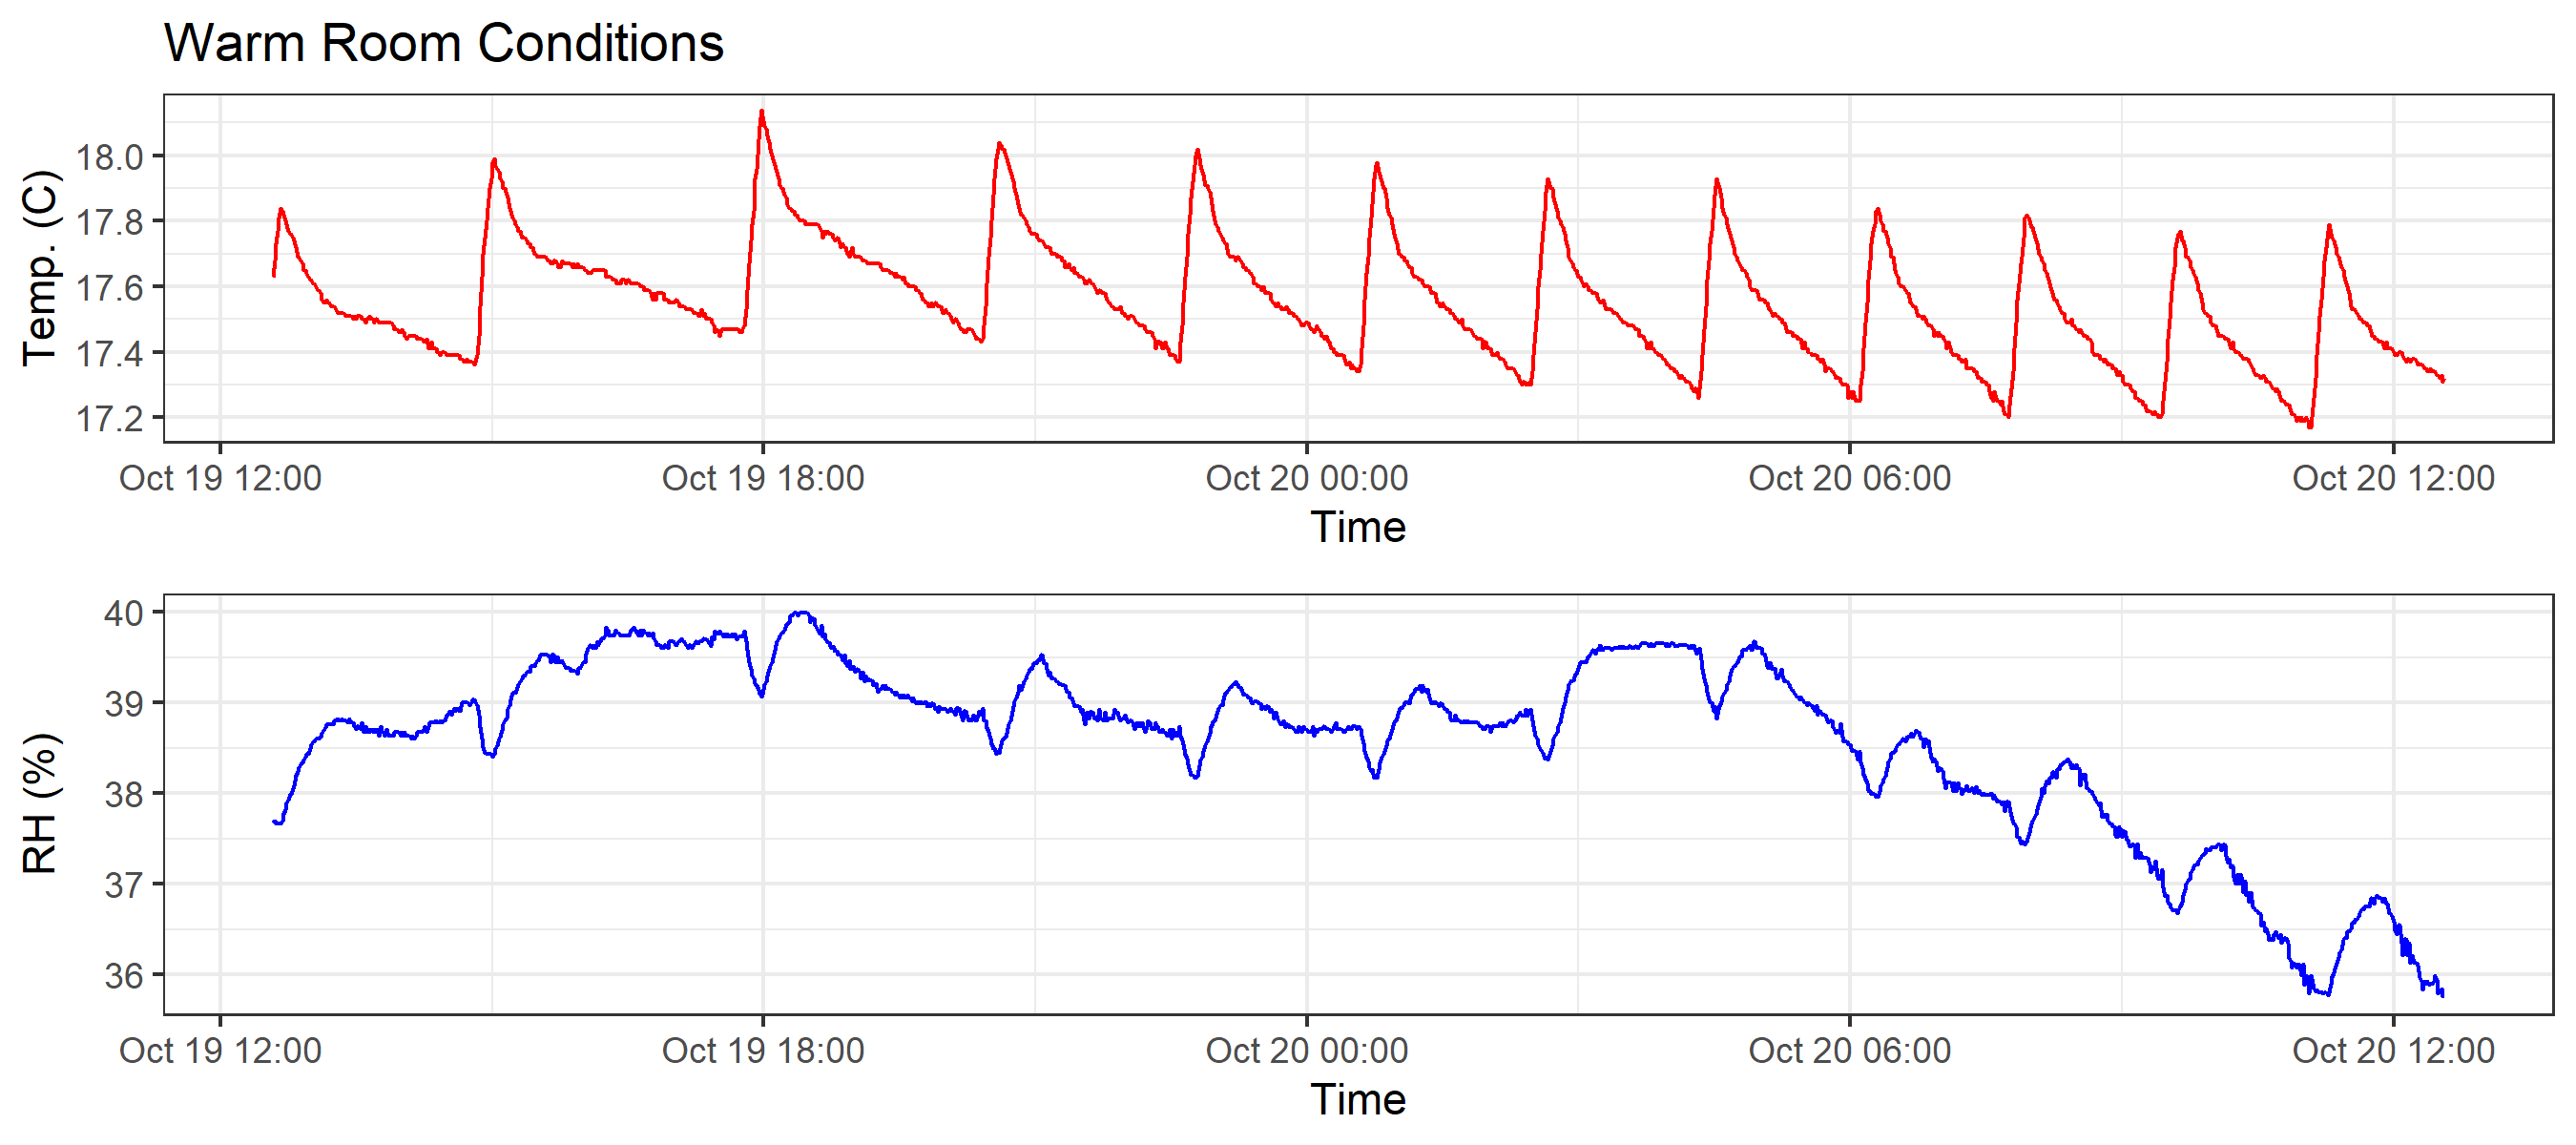 Warm Room Conditions
Temp. (C)
18.0
17.8
17.6
17.4
17.2
Oct 19 12:00 Oct 19 18:00 Oct 20 00:00 Oct 20 06:00 Oct 20 12:00
Time
RH (%)
40
39
38
37
36
Oct 19 12:00 Oct 19 18:00 Oct 20 00:00 Oct 20 06:00 Oct 20 12:00
Time